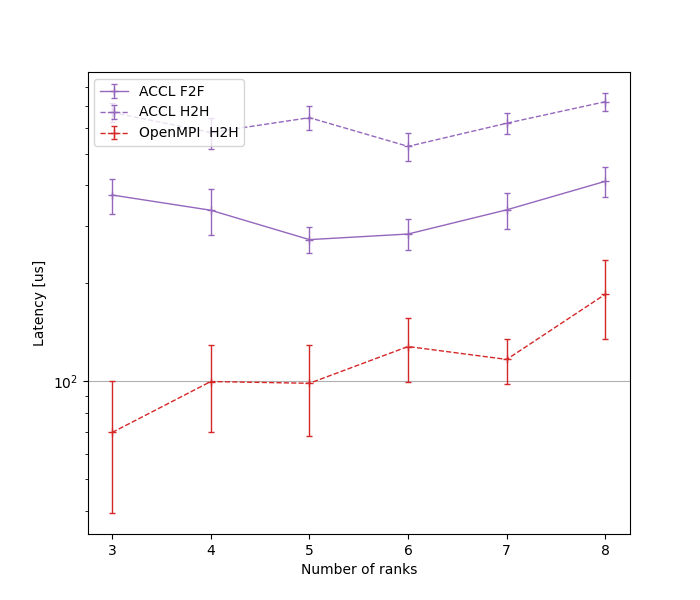 ACCL F2F
ACCL H2H
OpenMPI  H2H
Latency [us]
10²
3 4 5 6 7 8
Number of ranks